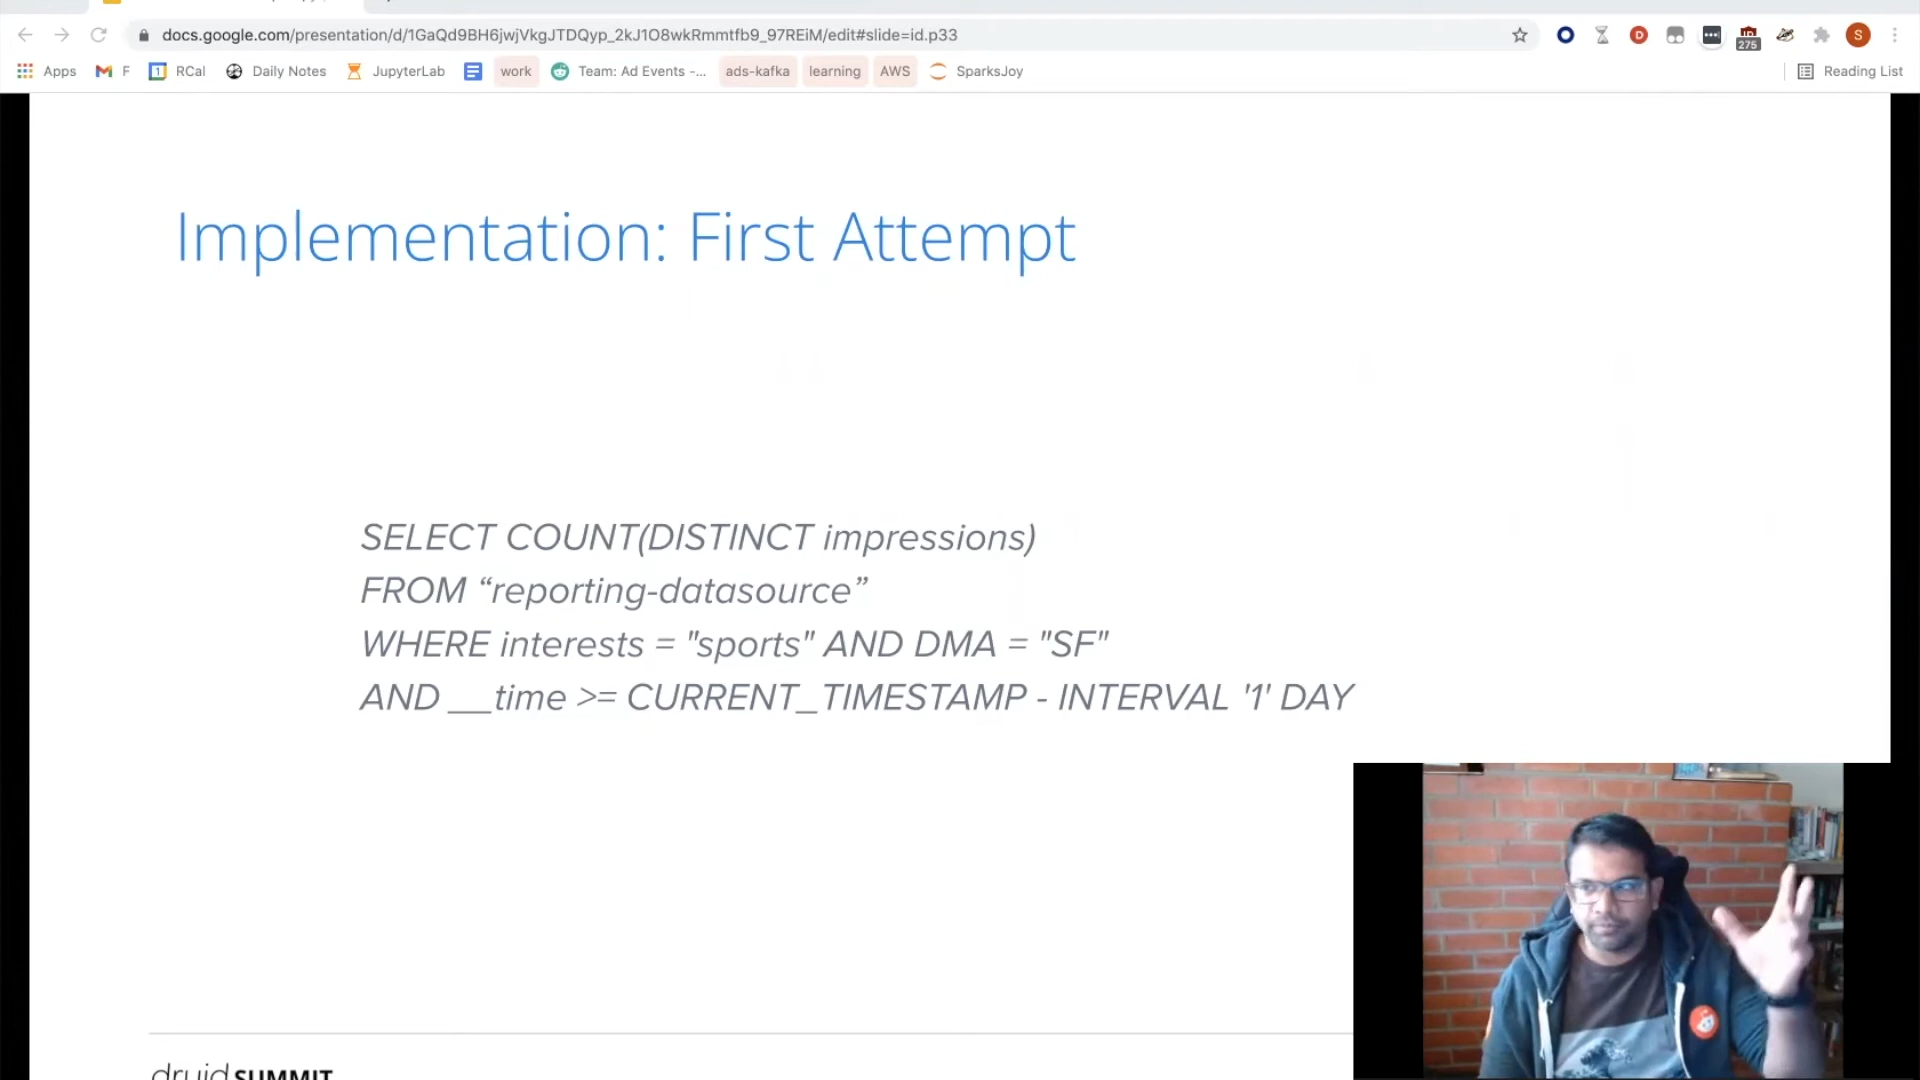 docs.google.com/presentation/d/1GaQd9BH6jwjVkgJTDQyp_2kJ1O8wkRmmtfb9_97REiM/edit#slide=id.p33
275
S
Apps
F
RCal
Daily Notes
JupyterLab
work
Team: Ad Events -...
ads-kafka
learning
AWS
SparksJoy
Reading List
Implementation: First Attempt
SELECT COUNT(DISTINCT impressions)
FROM “reporting-datasource”
WHERE interests = "sports" AND DMA = "SF"
AND __time >= CURRENT_TIMESTAMP - INTERVAL '1' DAY
druid SUMMIT